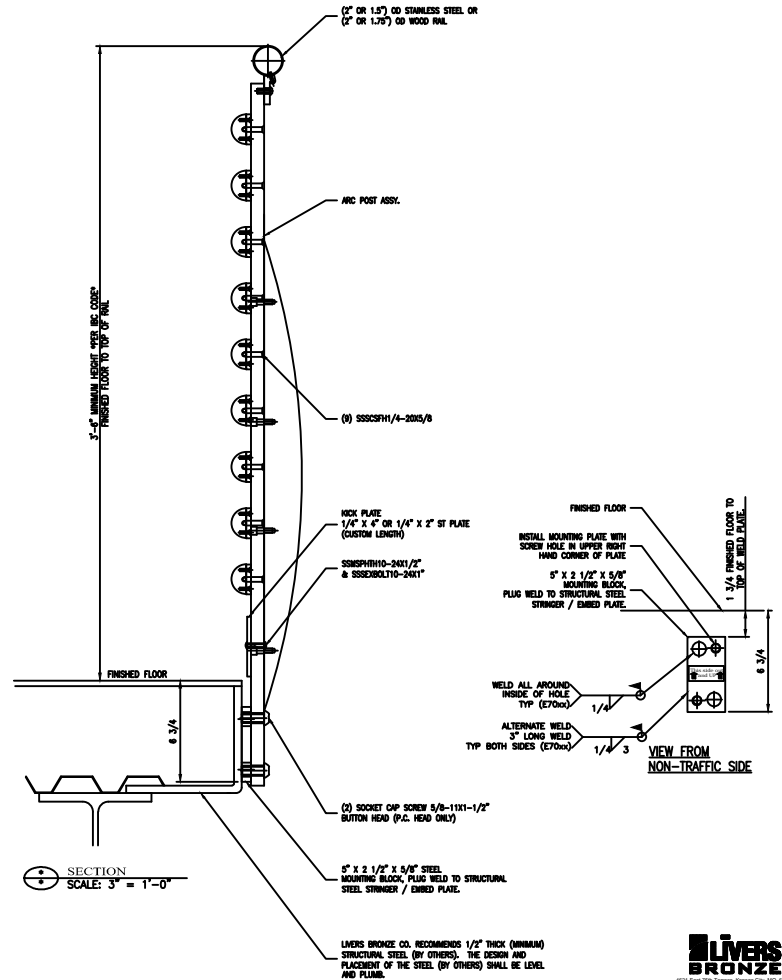 (2" OR 1.5") OD STAINLESS STEEL OR
(2" OR 1.75") OD WOOD RAIL
3'-6" MINIMUM HEIGHT *PER IBC CODE*
FINISHED FLOOR TO TOP OF RAIL
ARC POST ASSY.
(9) SSSCSFH1/4-20X5/8
KICK PLATE
1/4" X 4" OR 1/4" X 2" ST PLATE
(CUSTOM LENGTH)
SSMSPHTH10-24X1/2"
& SSSEXBOLT10-24X1"
FINISHED FLOOR
6 3/4
(2) SOCKET CAP SCREW 5/8-11X1-1/2"
BUTTON HEAD (P.C. HEAD ONLY)
5" X 2 1/2" X 5/8" STEEL
MOUNTING BLOCK, PLUG WELD TO STRUCTURAL
STEEL STRINGER / EMBED PLATE.
LIVERS BRONZE CO. RECOMMENDS 1/2" THICK (MINIMUM)
STRUCTURAL STEEL (BY OTHERS). THE DESIGN AND
PLACEMENT OF THE STEEL (BY OTHERS) SHALL BE LEVEL
AND PLUMB.
SECTION
SCALE: 3" = 1'-0"
FINISHED FLOOR
INSTALL MOUNTING PLATE WITH
SCREW HOLE IN UPPER RIGHT
HAND CORNER OF PLATE
5" X 2 1/2" X 5/8"
MOUNTING BLOCK,
PLUG WELD TO STRUCTURAL STEEL
STRINGER / EMBED PLATE.
1 3/4 FINISHED FLOOR TO
TOP OF WELD PLATE.
6 3/4
WELD ALL AROUND
INSIDE OF HOLE
TYP (E70xx)
1/4
ALTERNATE WELD
3" LONG WELD
TYP BOTH SIDES (E70xx)
1/4 3
VIEW FROM
NON-TRAFFIC SIDE
LIVERS
BRONZE